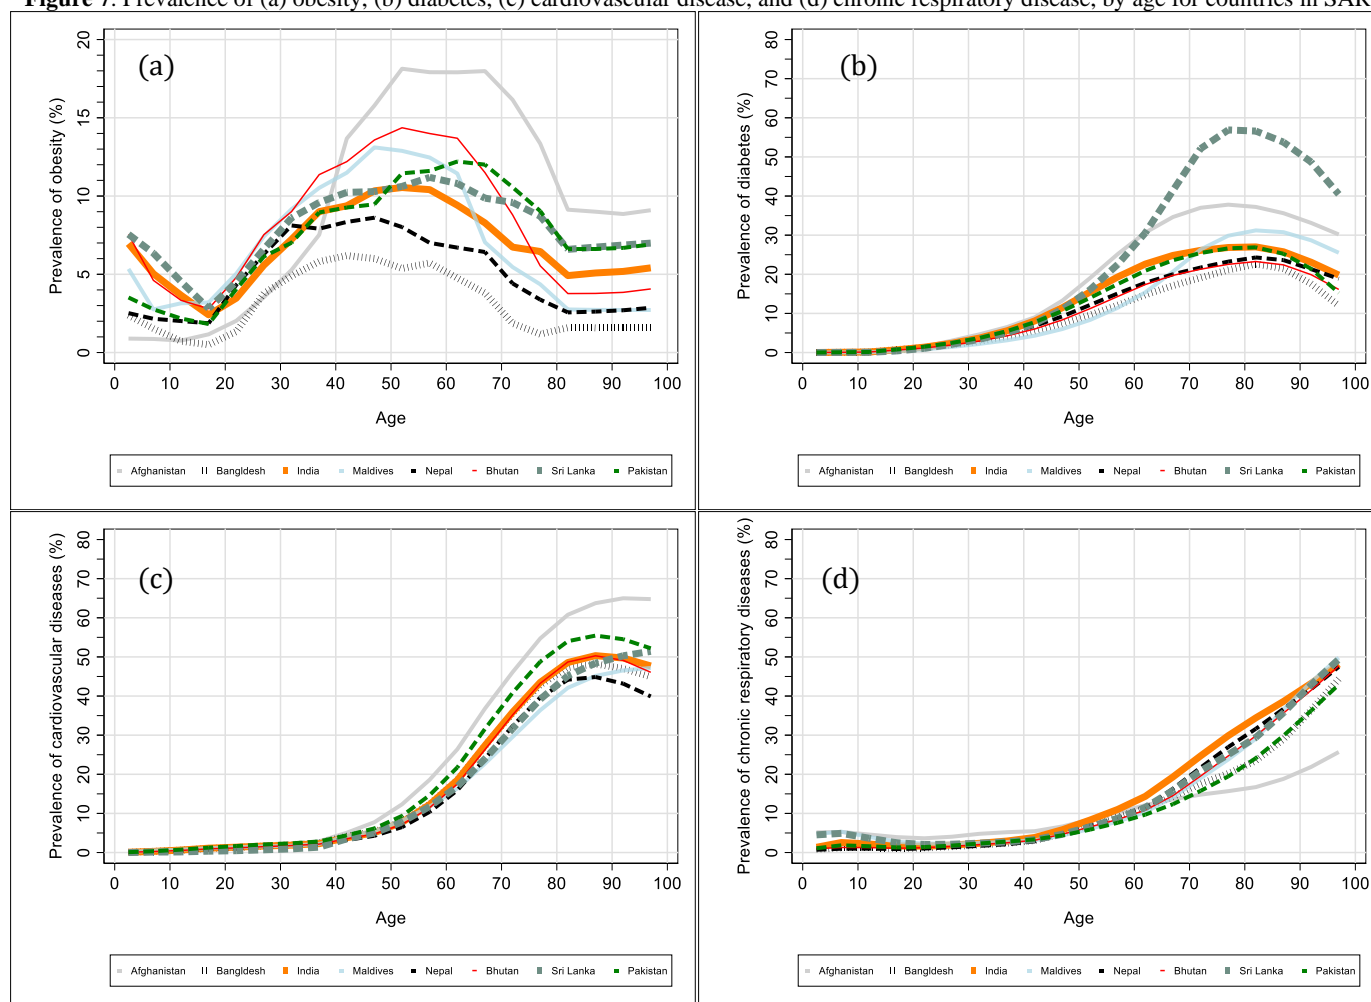 Figure 7. Prevalence of (a) obesity, (b) diabetes, (c) cardiovascular disease, and (d) chronic respiratory disease, by age for countries in SAR
(a)
Prevalence of obesity (%)
20
15
10
5
0
0 10 20 30 40 50 60 70 80 90 100
Age
Afghanistan Bangldesh India Maldives Nepal Bhutan Sri Lanka Pakistan
(b)
Prevalence of diabetes (%)
80
70
60
50
40
30
20
10
0
0 10 20 30 40 50 60 70 80 90 100
Age
Afghanistan Bangldesh India Maldives Nepal Bhutan Sri Lanka Pakistan
(c)
Prevalence of cardiovascular diseases (%)
80
70
60
50
40
30
20
10
0
0 10 20 30 40 50 60 70 80 90 100
Age
Afghanistan Bangldesh India Maldives Nepal Bhutan Sri Lanka Pakistan
(d)
Prevalence of chronic respiratory diseases (%)
80
70
60
50
40
30
20
10
0
0 10 20 30 40 50 60 70 80 90 100
Age
Afghanistan Bangldesh India Maldives Nepal Bhutan Sri Lanka Pakistan